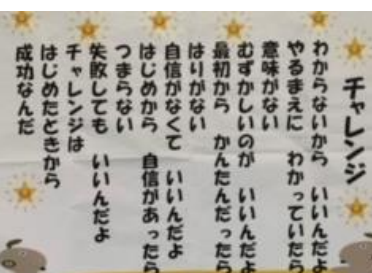 チャレンジ
わからないから いいんだよ
やるまえに わかっていたら
意味がない
むずかしいのが いいんだよ
最初から かんたんだったら
はりがない
自信がなくて いいんだよ
はじめから 自信があったら
つまらない
失敗しても いいんだよ
チャレンジは
はじめたときから
成功なんだ